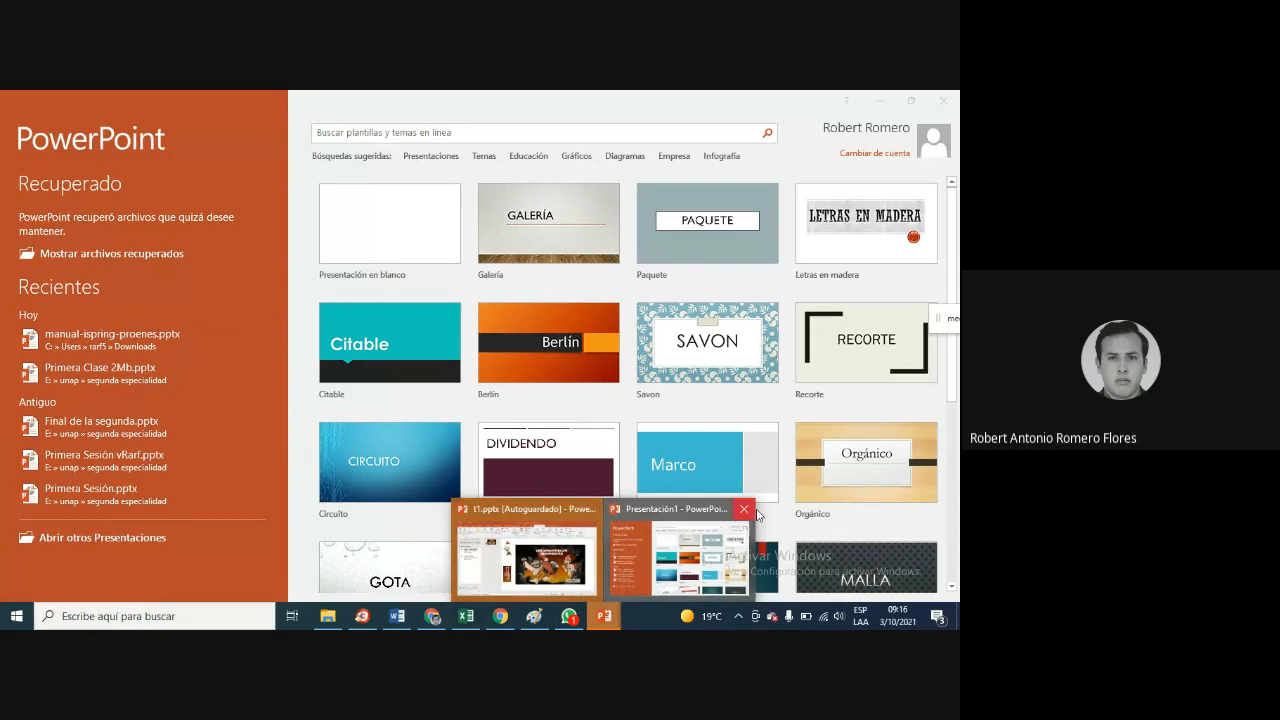 PowerPoint
Recuperado
PowerPoint recuperó archivos que quizá desee
mantener.
Mostrar archivos recuperados
Recientes
Hoy
manual-ispring-proenes.pptx
C: » Users » rarf5 » Downloads
Primera Clase 2Mb.pptx
E: » unap » segunda especialidad
Antiguo
Final de la segunda.pptx
E: » unap » segunda especialidad
Primera Sesión vRarf.pptx
E: » unap » segunda especialidad
Primera Sesión.pptx
E: » unap » segunda especialidad
Abrir otros Presentaciones
Buscar plantillas y temas en línea
Búsquedas sugeridas: Presentaciones Temas Educación Gráficos Diagramas Empresa Infografía
Robert Romero
Cambiar de cuenta
GALERÍA
PAQUETE
LETRAS EN MADERA
Presentación en blanco
Galería
Paquete
Letras en madera
Citable
Berlín
SAVON
RECORTE
Citable
Berlín
Savon
Recorte
CIRCUITO
DIVIDENDO
Marco
Orgánico
Circuito
Orgánico
GOTA
MALLA
t1.pptx [Autoguardado] - Powe...
Presentación1 - PowerPoi...
Activar Windows
Configuración para activar Windows.
Escribe aquí para buscar
19°C
ESP
LAA
09:16
3/10/2021
3
Robert Antonio Romero Flores